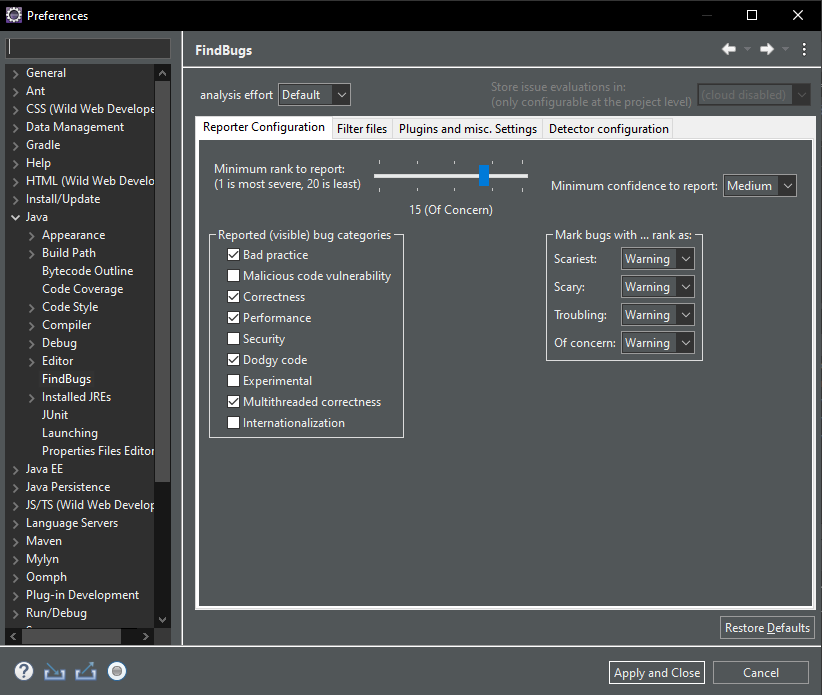 Preferences
General
Ant
CSS (Wild Web Develope
Data Management
Gradle
Help
HTML (Wild Web Develo
Install/Update
Java
Appearance
Build Path
Bytecode Outline
Code Coverage
Code Style
Compiler
Debug
Editor
FindBugs
Installed JREs
JUnit
Launching
Properties Files Editor
Java EE
Java Persistence
JS/TS (Wild Web Develop
Language Servers
Maven
Mylyn
Oomph
Plug-in Development
Run/Debug
FindBugs
analysis effort Default
Store issue evaluations in:
(only configurable at the project level) (cloud disabled)
Reporter Configuration Filter files Plugins and misc. Settings Detector configuration
Minimum rank to report:
(1 is most severe, 20 is least)
15 (Of Concern)
Minimum confidence to report: Medium
Reported (visible) bug categories
Bad practice
Malicious code vulnerability
Correctness
Performance
Security
Dodgy code
Experimental
Multithreaded correctness
Internationalization
Mark bugs with ... rank as:
Scariest: Warning
Scary: Warning
Troubling: Warning
Of concern: Warning
Restore Defaults
Apply and Close Cancel